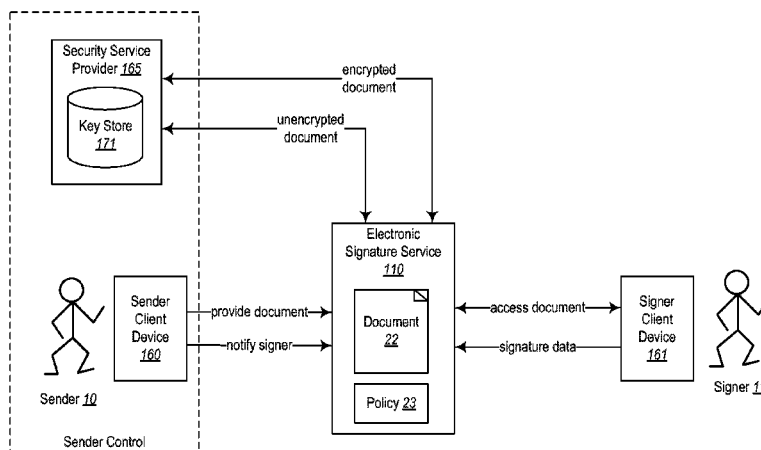 Security Service
Provider 165
Key Store
171
encrypted
document
unencrypted
document
Electronic
Signature Service
110
Document
22
Policy 23
Sender
Client
Device
160
provide document
notify signer
access document
signature data
Signer
Client
Device
161
Sender 10
Signer 1
Sender Control